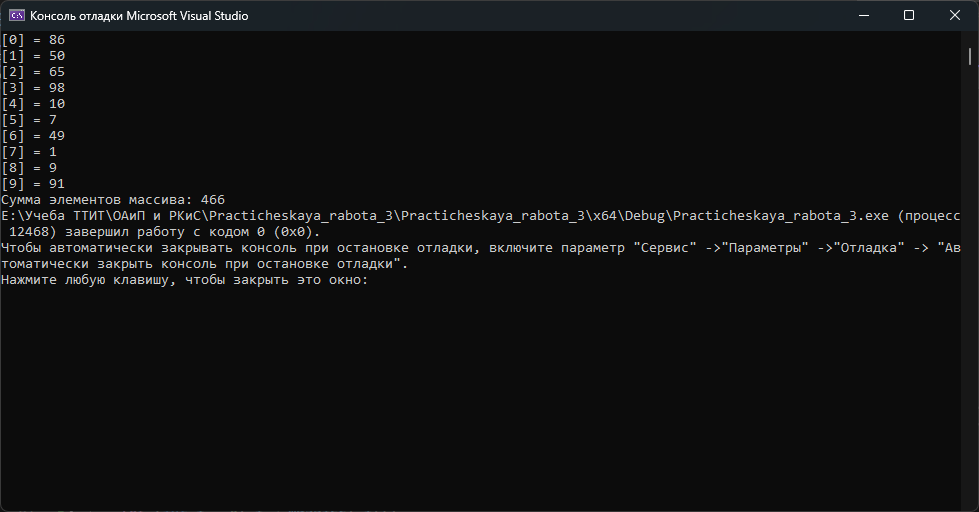 Консоль отладки Microsoft Visual Studio
[0] = 86
[1] = 50
[2] = 65
[3] = 98
[4] = 10
[5] = 7
[6] = 49
[7] = 1
[8] = 9
[9] = 91
Сумма элементов массива: 466
E:\Учеба ТТИТ\ОАиП и РКиС\Practicheskaya_rabota_3\Practicheskaya_rabota_3\x64\Debug\Practicheskaya_rabota_3.exe (процесс
 12468) завершил работу с кодом 0 (0x0).
Чтобы автоматически закрывать консоль при остановке отладки, включите параметр "Сервис" ->"Параметры" ->"Отладка" -> "Ав
томатически закрыть консоль при остановке отладки".
Нажмите любую клавишу, чтобы закрыть это окно: